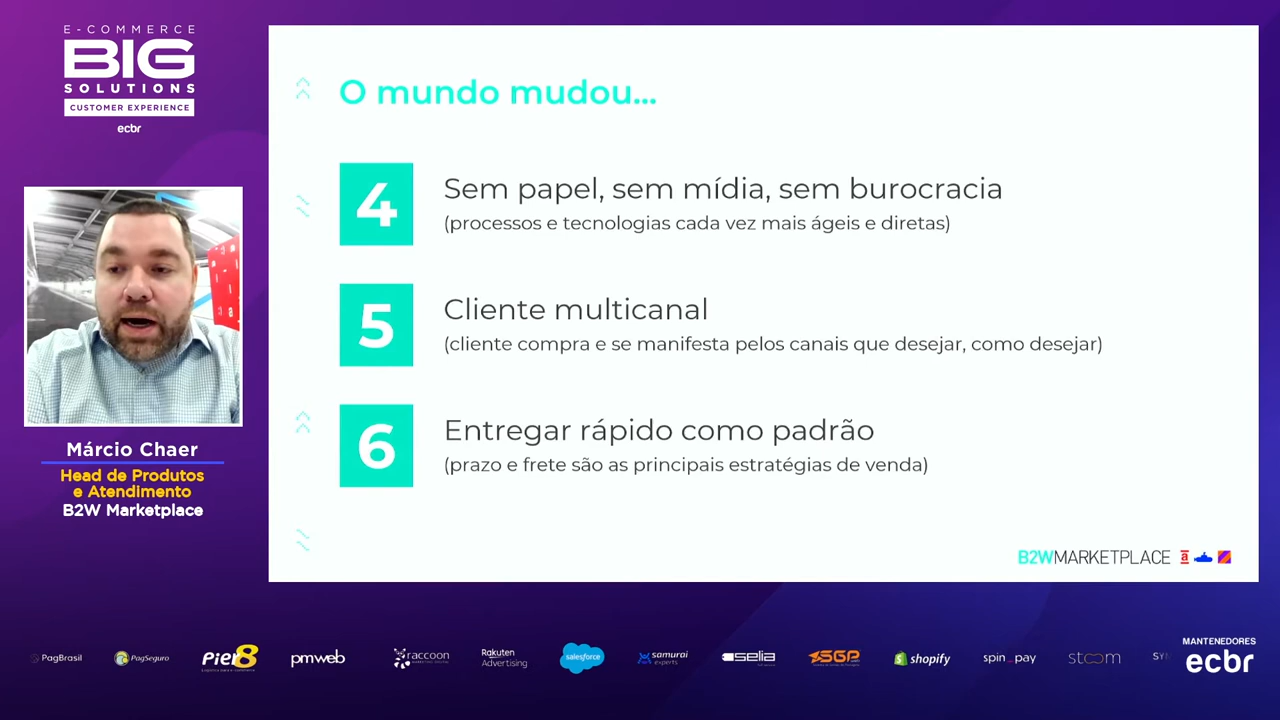 E-COMMERCE
BIG
SOLUTIONS
CUSTOMER EXPERIENCE
ecbr
O mundo mudou...
4
Sem papel, sem mídia, sem burocracia
(processos e tecnologias cada vez mais ágeis e diretas)
5
Cliente multicanal
(cliente compra e se manifesta pelos canais que desejar, como desejar)
6
Entregar rápido como padrão
(prazo e frete são as principais estratégias de venda)
B2WMARKETPLACE
Márcio Chaer
Head de Produtos
e Atendimento
B2W Marketplace
PagBrasil
PagSeguro
Pier8
pmweb
raccoon
Rakuten
Advertising
salesforce
samurai
experts
selia
SGP
shopify
spin_pay
stoom
MANTENEDORES
ecbr